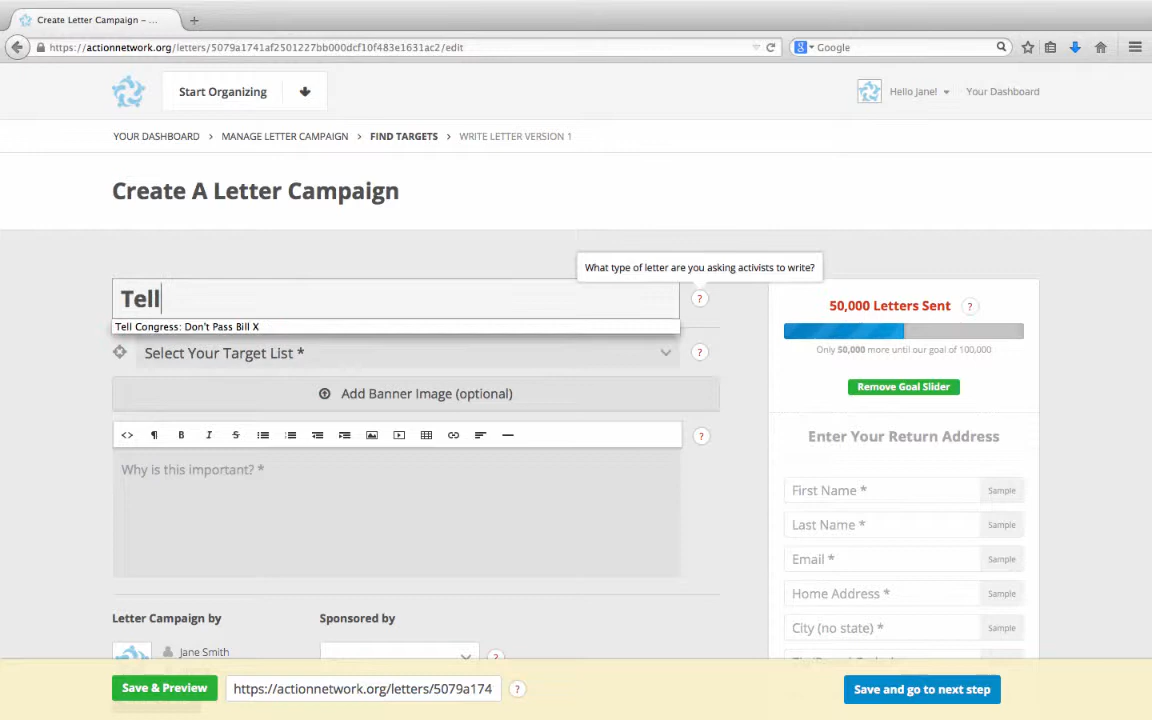 Create Letter Campaign – ...
https://actionnetwork.org/letters/5079a1741af2501227bb000dcf10f483e1631ac2/edit
Google
Start Organizing
Hello Jane!
Your Dashboard
YOUR DASHBOARD > MANAGE LETTER CAMPAIGN > FIND TARGETS > WRITE LETTER VERSION 1
Create A Letter Campaign
What type of letter are you asking activists to write?
Tell
?
Tell Congress: Don't Pass Bill X
Select Your Target List *
?
Add Banner Image (optional)
?
Why is this important? *
Letter Campaign by
Sponsored by
Jane Smith
?
50,000 Letters Sent ?
Only 50,000 more until our goal of 100,000
Remove Goal Slider
Enter Your Return Address
First Name * Sample
Last Name * Sample
Email * Sample
Home Address * Sample
City (no state) * Sample
Save & Preview
https://actionnetwork.org/letters/5079a174
?
Save and go to next step